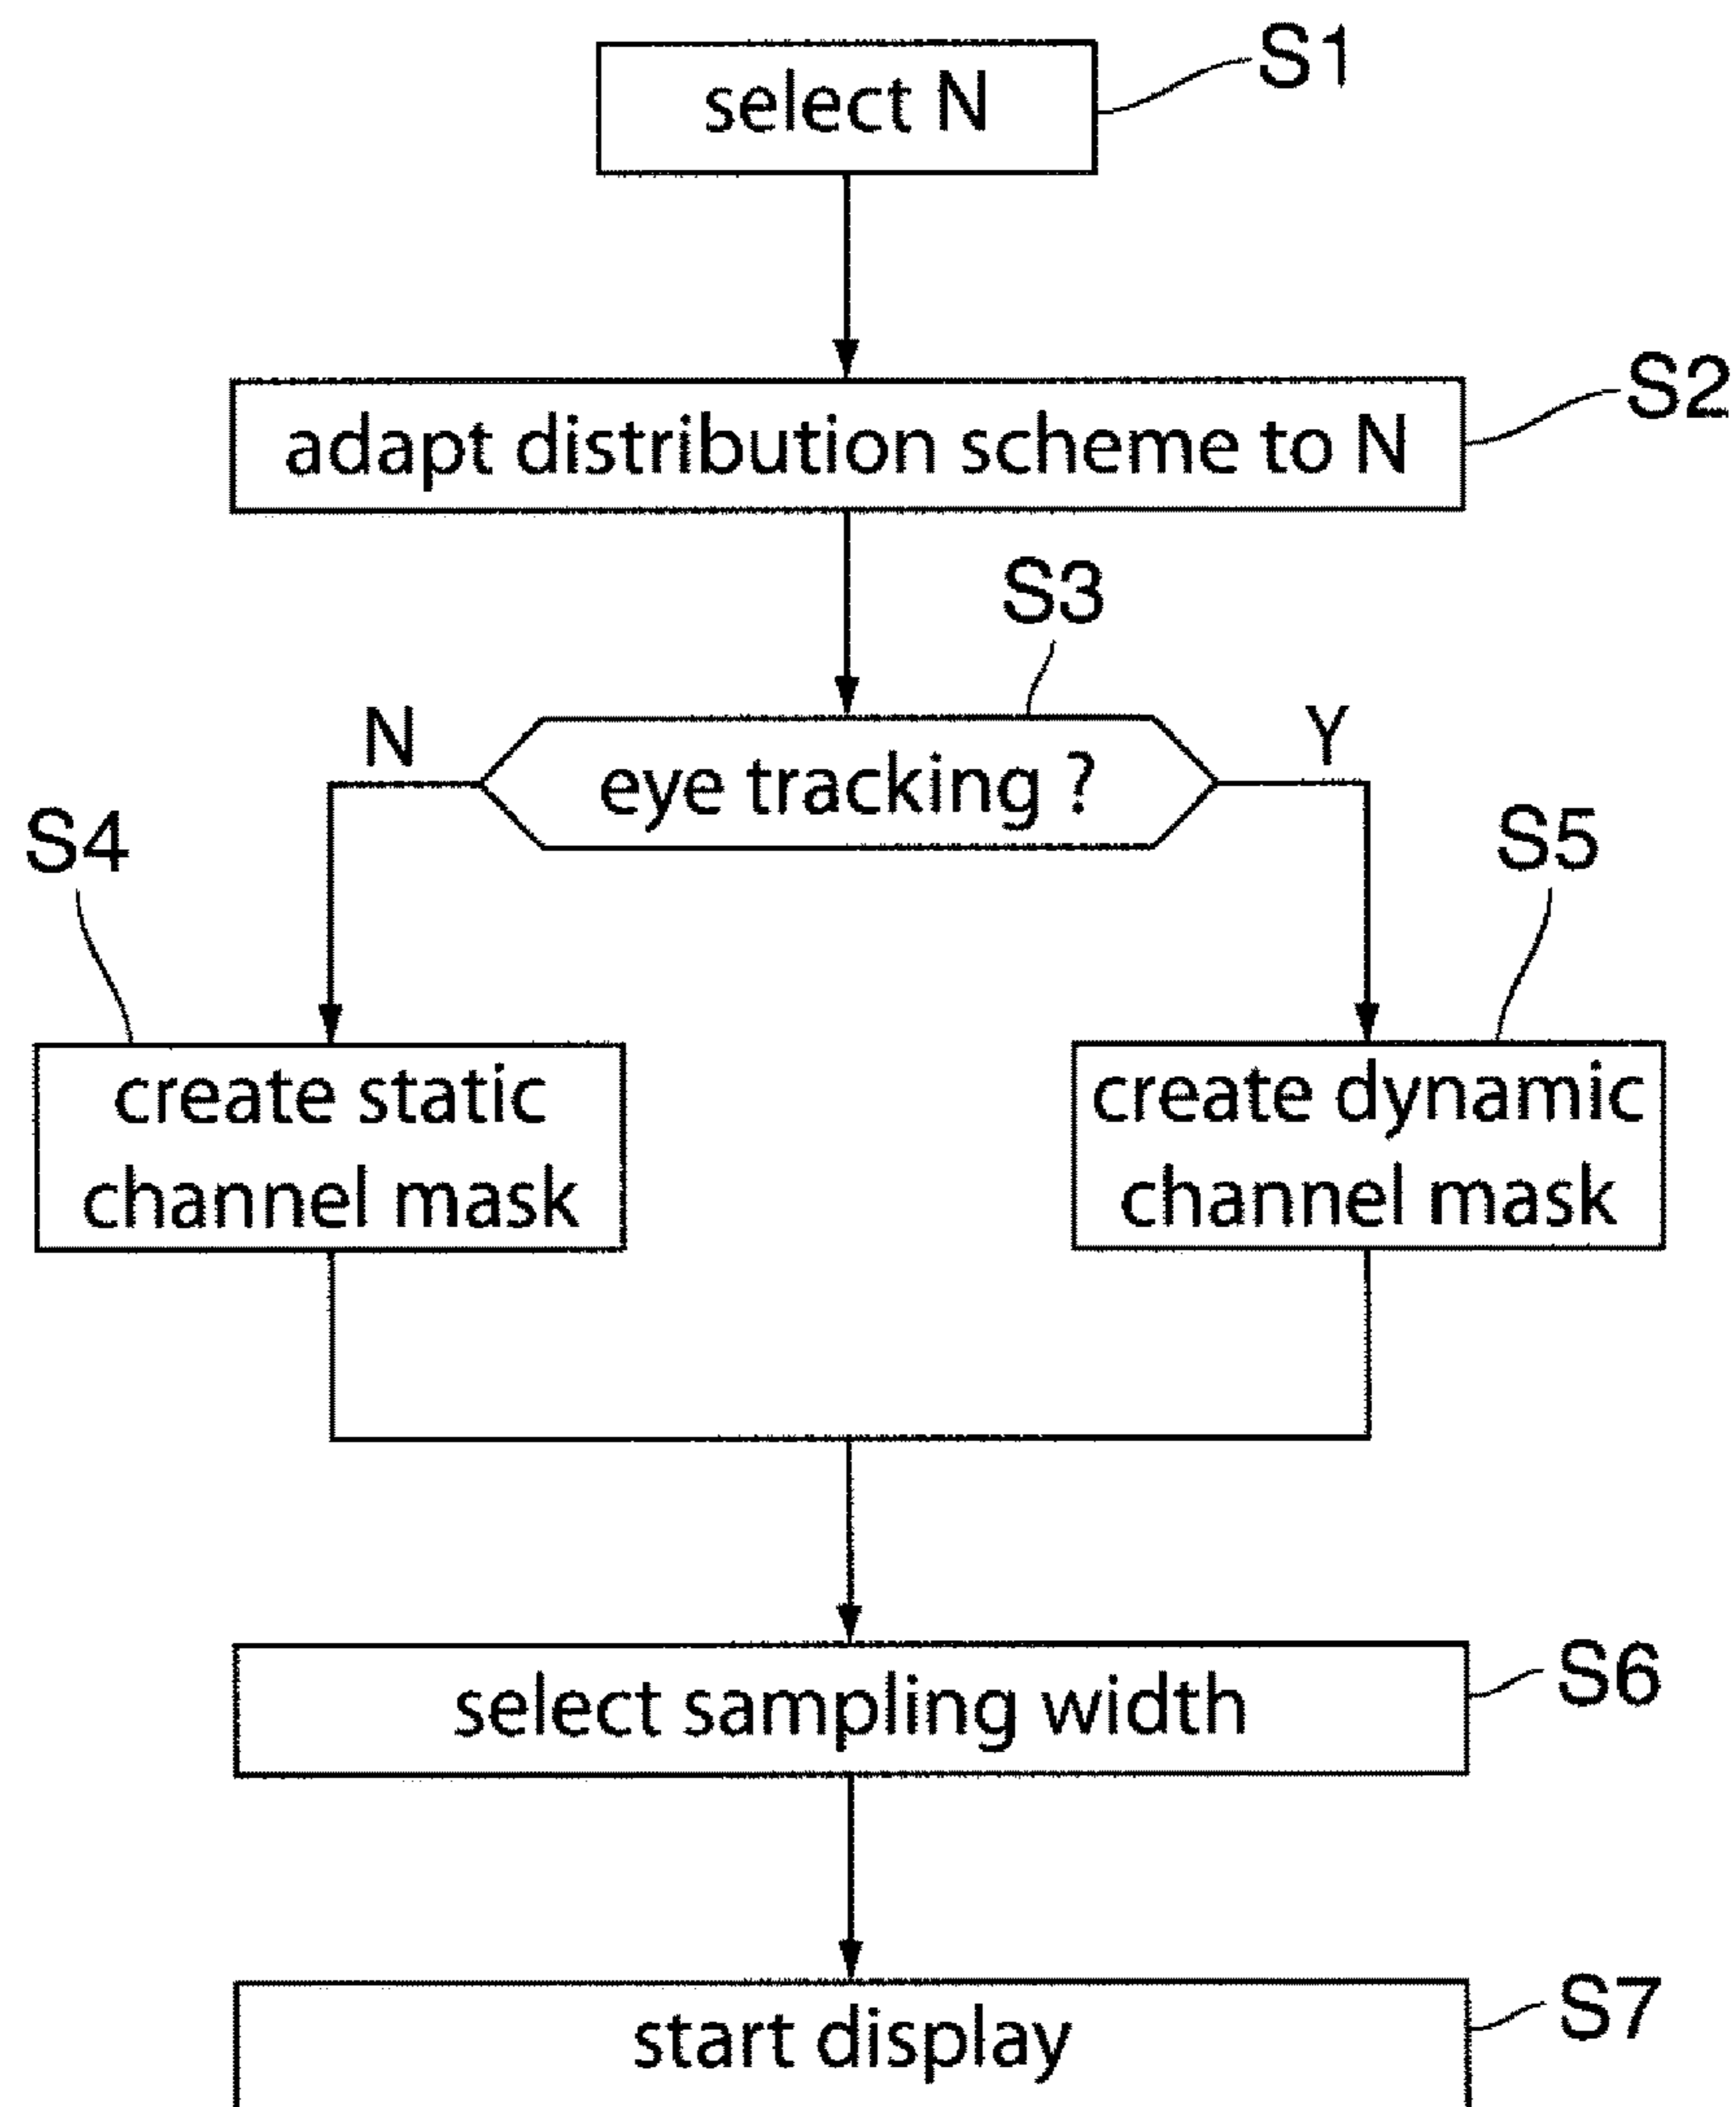 select N
S1
adapt distribution scheme to N
S2
S3
N
eye tracking ?
Y
S4
S5
create static
channel mask
create dynamic
channel mask
select sampling width
S6
start display
S7